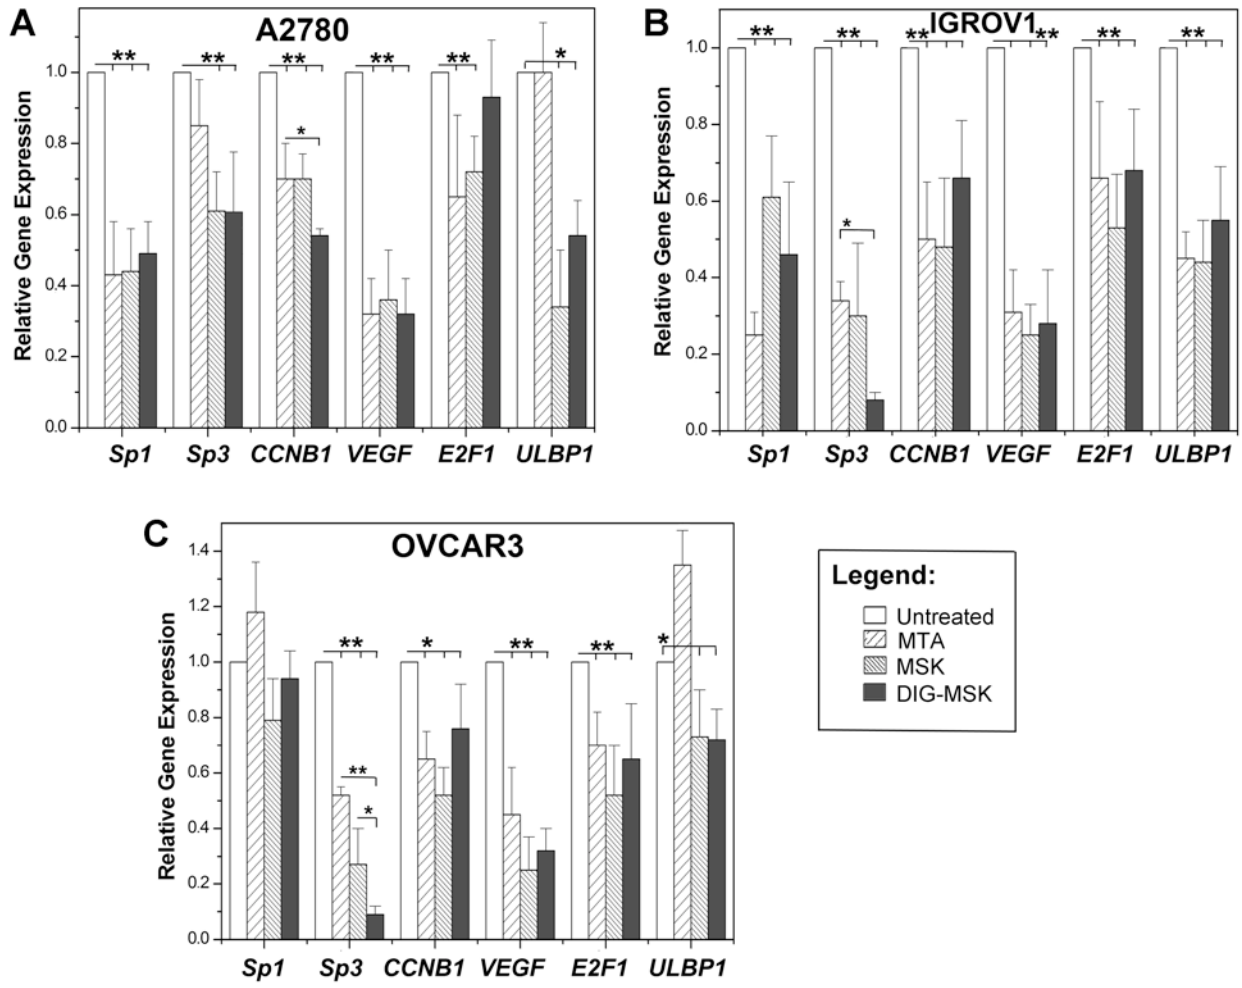 A
A2780
** ** ** ** ** *
*
Relative Gene Expression
1.0
0.8
0.6
0.4
0.2
0.0
Sp1 Sp3 CCNB1 VEGF E2F1 ULBP1
B
IGROV1
** ** ** ** ** **
*
Relative Gene Expression
1.0
0.8
0.6
0.4
0.2
0.0
Sp1 Sp3 CCNB1 VEGF E2F1 ULBP1
C
OVCAR3
** * ** ** *
**
*
Relative Gene Expression
1.4
1.2
1.0
0.8
0.6
0.4
0.2
0.0
Sp1 Sp3 CCNB1 VEGF E2F1 ULBP1
Legend:
Untreated
MTA
MSK
DIG-MSK